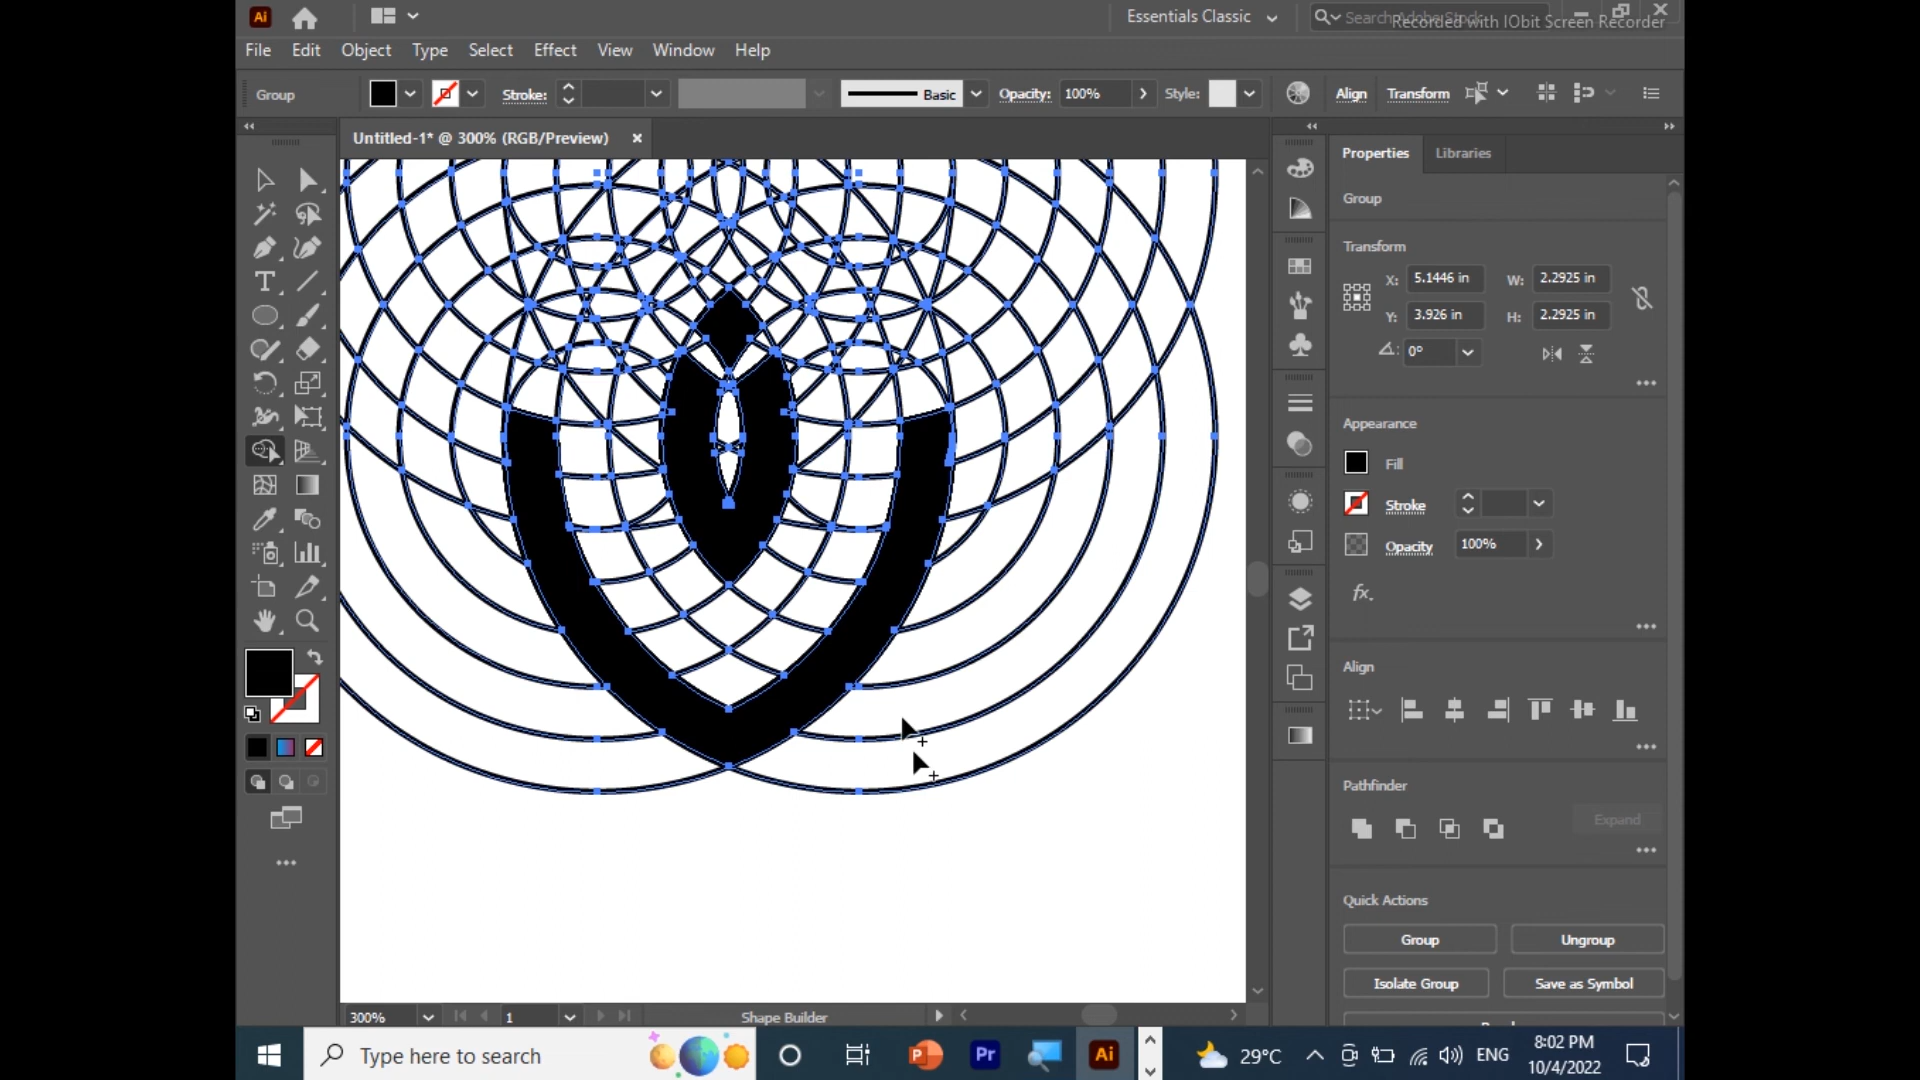 Ai
Essentials Classic
Search Adobe Stock
Recorded with IObit Screen Recorder
File Edit Object Type Select Effect View Window Help
Group Stroke: Basic Opacity: 100% Style: Align Transform
Untitled-1* @ 300% (RGB/Preview) ×
Properties Libraries
Group
Transform
X: 5.1446 in W: 2.2925 in
Y: 3.926 in H: 2.2925 in
0°
Appearance
Fill
Stroke
Opacity 100%
fx.
Align
Pathfinder
Expand
Quick Actions
Group Ungroup
Isolate Group Save as Symbol
300% 1 Shape Builder
Type here to search
P Pr Ai
29°C ENG
8:02 PM
10/4/2022